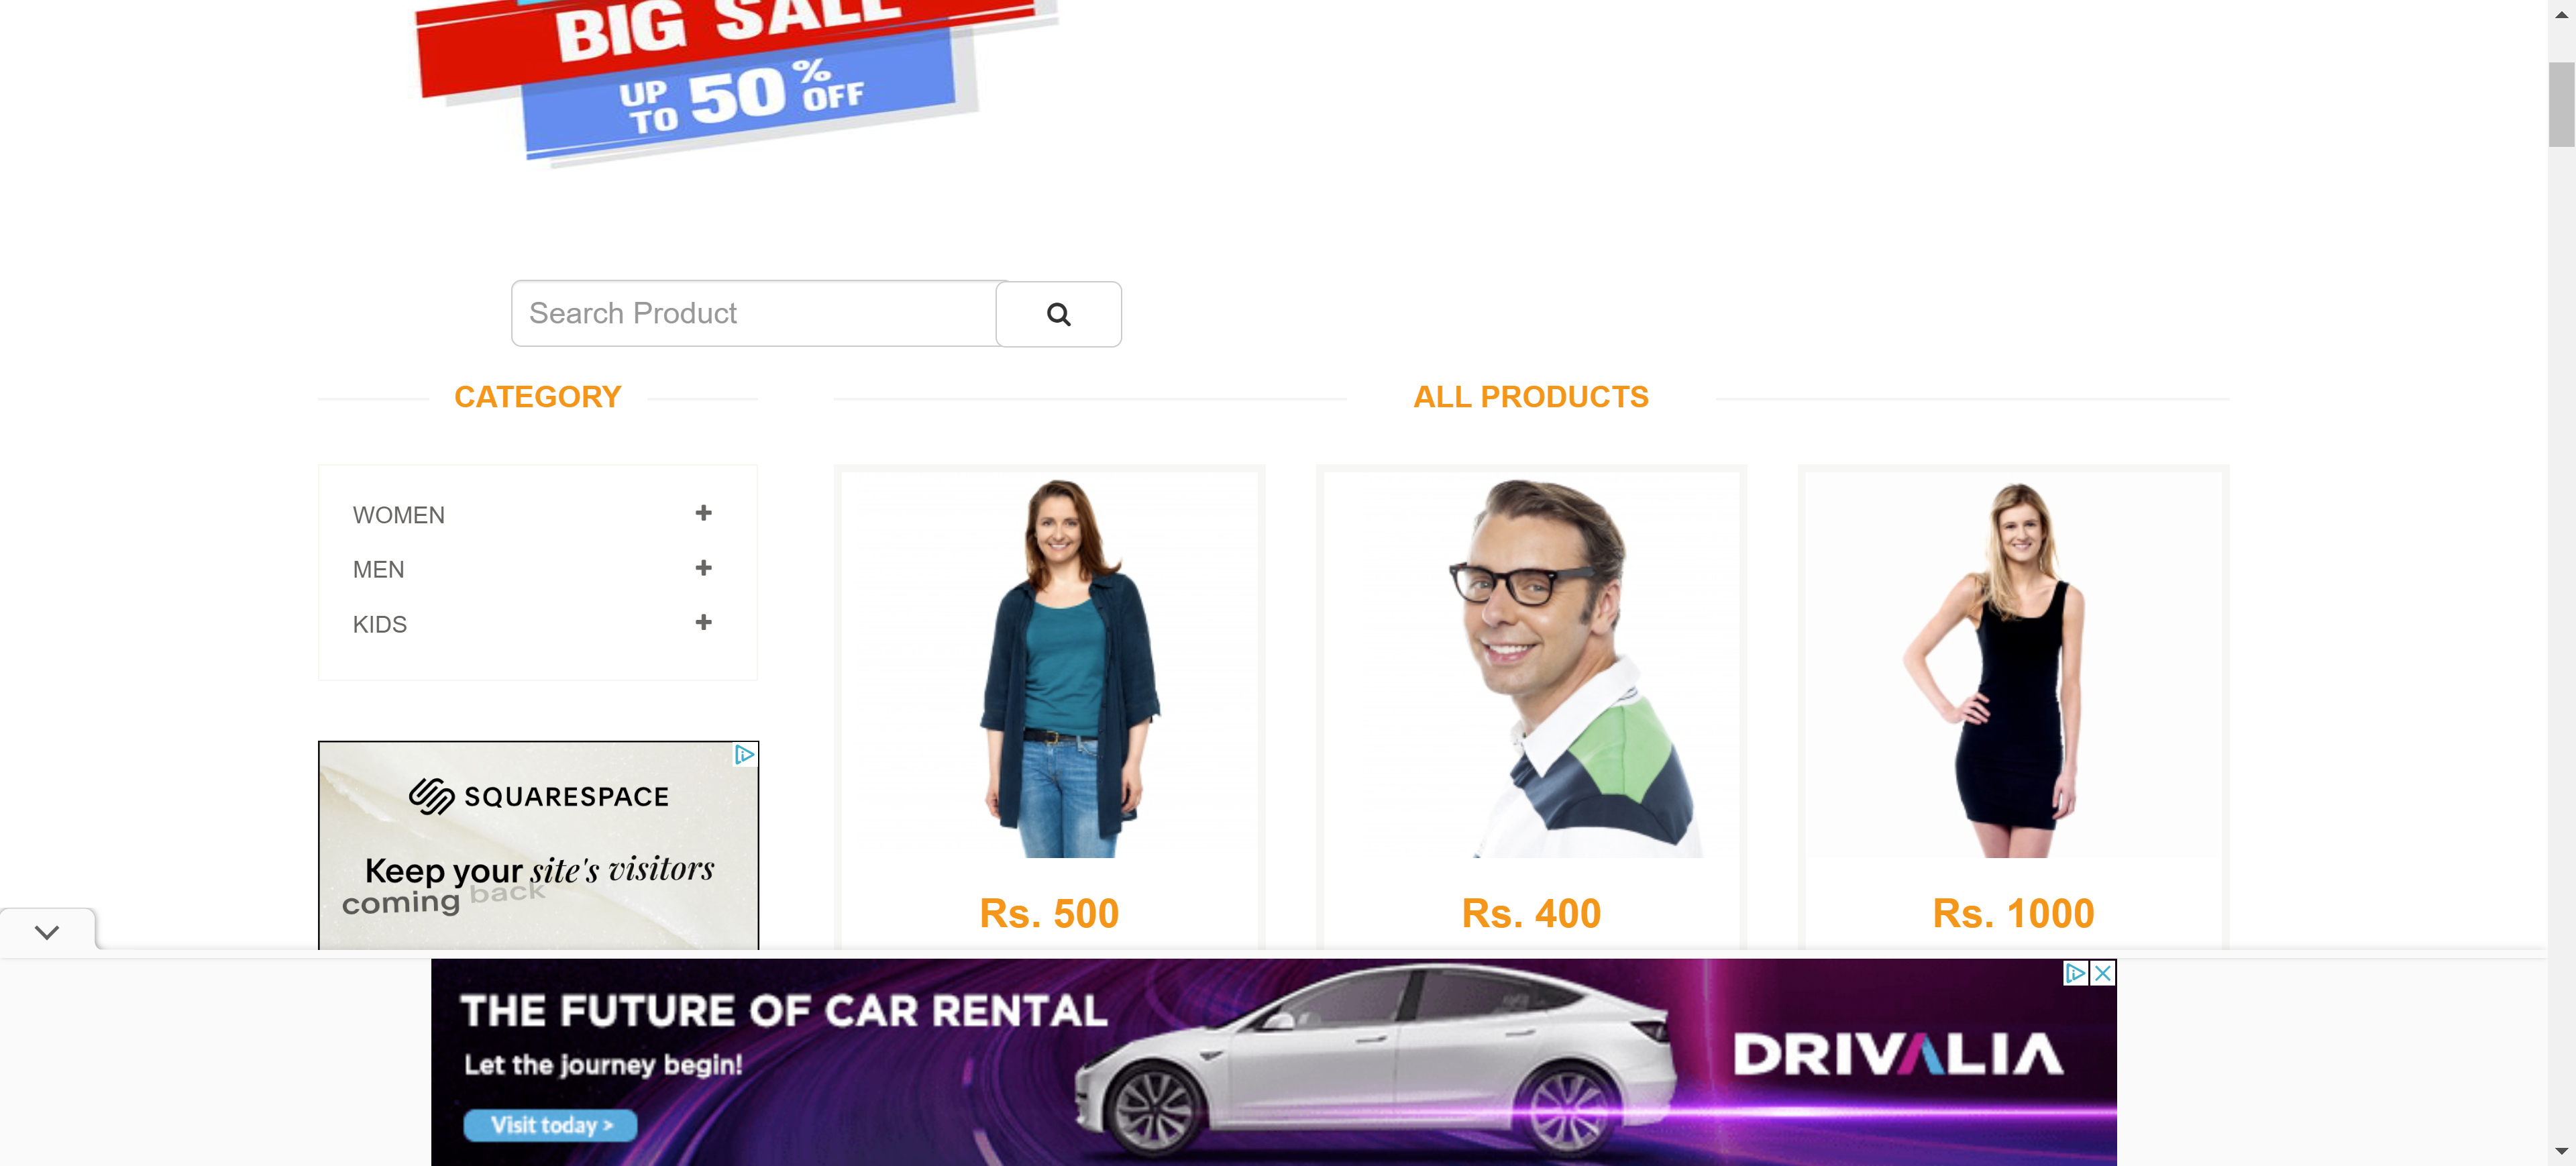 BIG SALE
UP TO 50% OFF
Search Product
CATEGORY
ALL PRODUCTS
WOMEN
MEN
KIDS
SQUARESPACE
Keep your site's visitors
coming back
Rs. 500
Rs. 400
Rs. 1000
THE FUTURE OF CAR RENTAL
Let the journey begin!
DRIVALIA
Visit today >